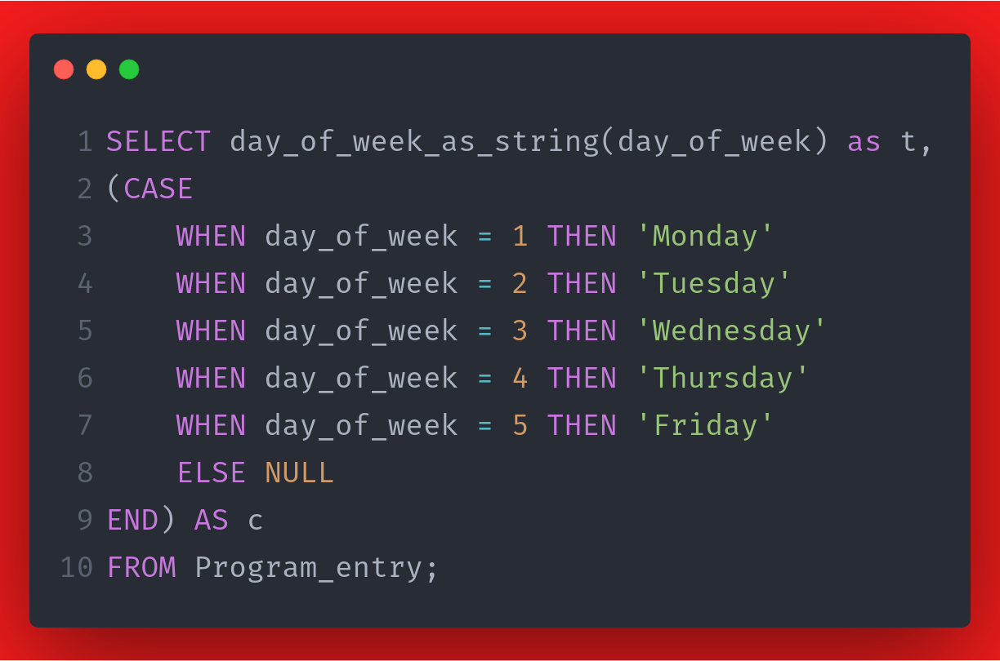 1 SELECT day_of_week_as_string(day_of_week) as t,
2 (CASE
3     WHEN day_of_week = 1 THEN 'Monday'
4     WHEN day_of_week = 2 THEN 'Tuesday'
5     WHEN day_of_week = 3 THEN 'Wednesday'
6     WHEN day_of_week = 4 THEN 'Thursday'
7     WHEN day_of_week = 5 THEN 'Friday'
8     ELSE NULL
9 END) AS c
10 FROM Program_entry;